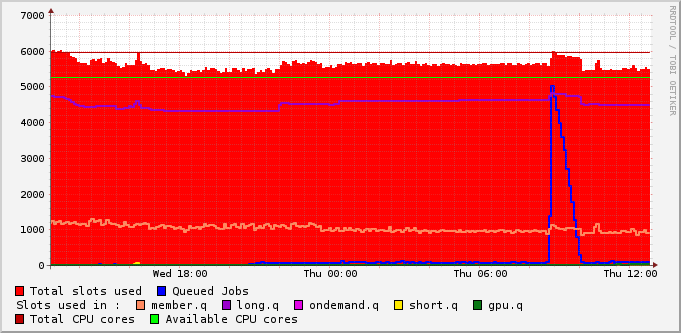 RRDTOOL / TOBI OETIKER
7000
6000
5000
4000
3000
2000
1000
0
Wed 18:00 Thu 00:00 Thu 06:00 Thu 12:00
Total slots used Queued Jobs
Slots used in : member.q long.q ondemand.q short.q gpu.q
Total CPU cores Available CPU cores